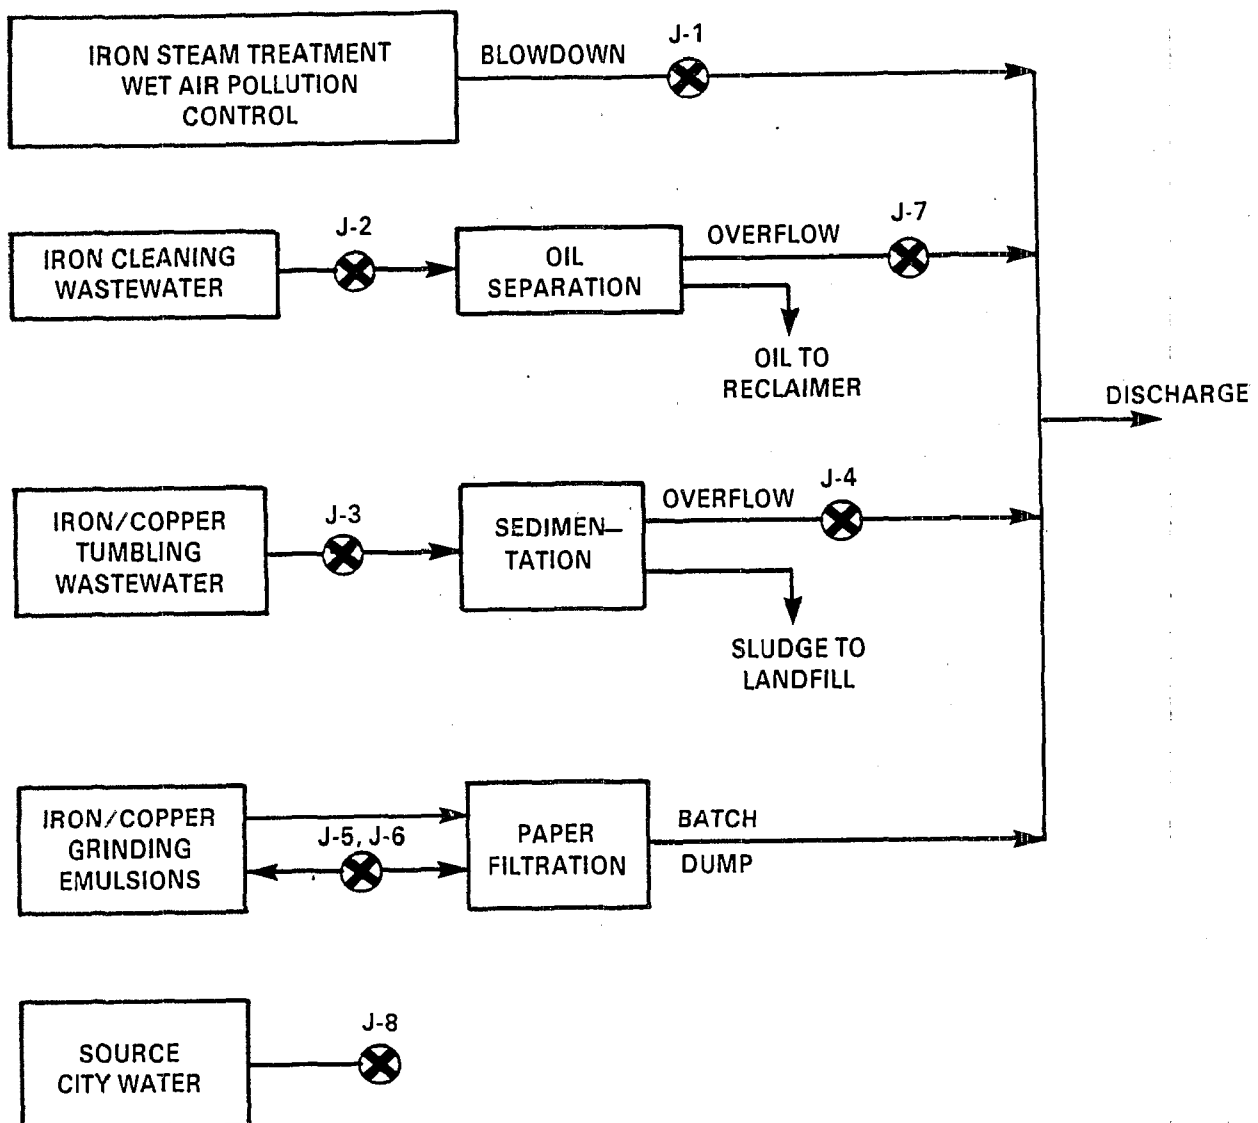 J-1
IRON STEAM TREATMENT
WET AIR POLLUTION
CONTROL
BLOWDOWN
J-2
J-7
IRON CLEANING
WASTEWATER
OIL
SEPARATION
OVERFLOW
OIL TO
RECLAIMER
DISCHARGE
J-3
J-4
IRON/COPPER
TUMBLING
WASTEWATER
SEDIMEN—
TATION
OVERFLOW
SLUDGE TO
LANDFILL
IRON/COPPER
GRINDING
EMULSIONS
J-5, J-6
PAPER
FILTRATION
BATCH
DUMP
J-8
SOURCE
CITY WATER